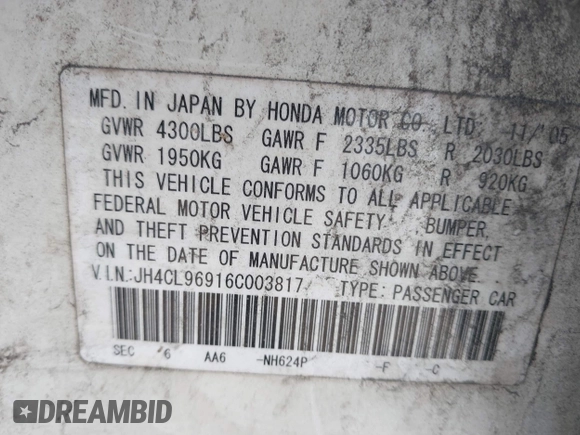 MFD. IN JAPAN BY HONDA MOTOR CO., LTD. 11/'05
GVWR 4300LBS GAWR F 2335LBS R 2030LBS
GVWR 1950KG GAWR F 1060KG R 920KG
THIS VEHICLE CONFORMS TO ALL APPLICABLE
FEDERAL MOTOR VEHICLE SAFETY, BUMPER,
AND THEFT PREVENTION STANDARDS IN EFFECT
ON THE DATE OF MANUFACTURE SHOWN ABOVE.
V.I.N.:JH4CL96916C003817 TYPE: PASSENGER CAR
SEC '6 AA6 -NH624P -F -C
DREAMBID